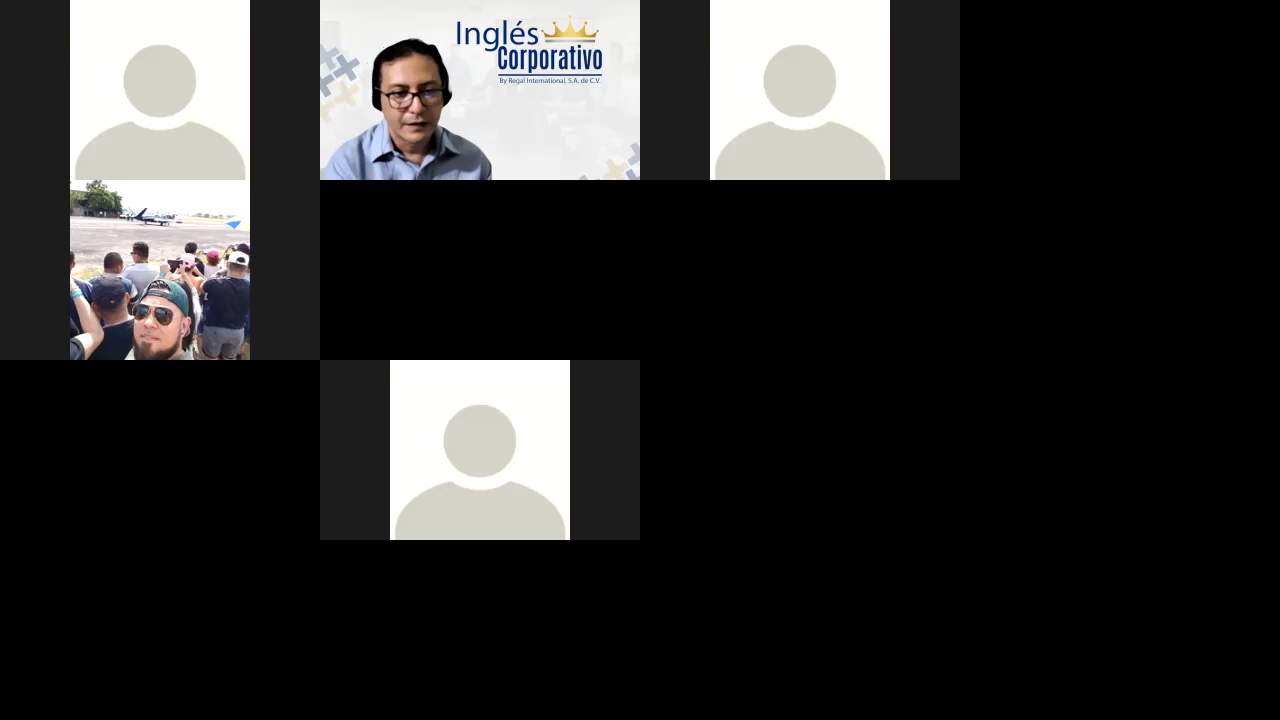 Inglés
Corporativo
By Regal International, S.A. de C.V.